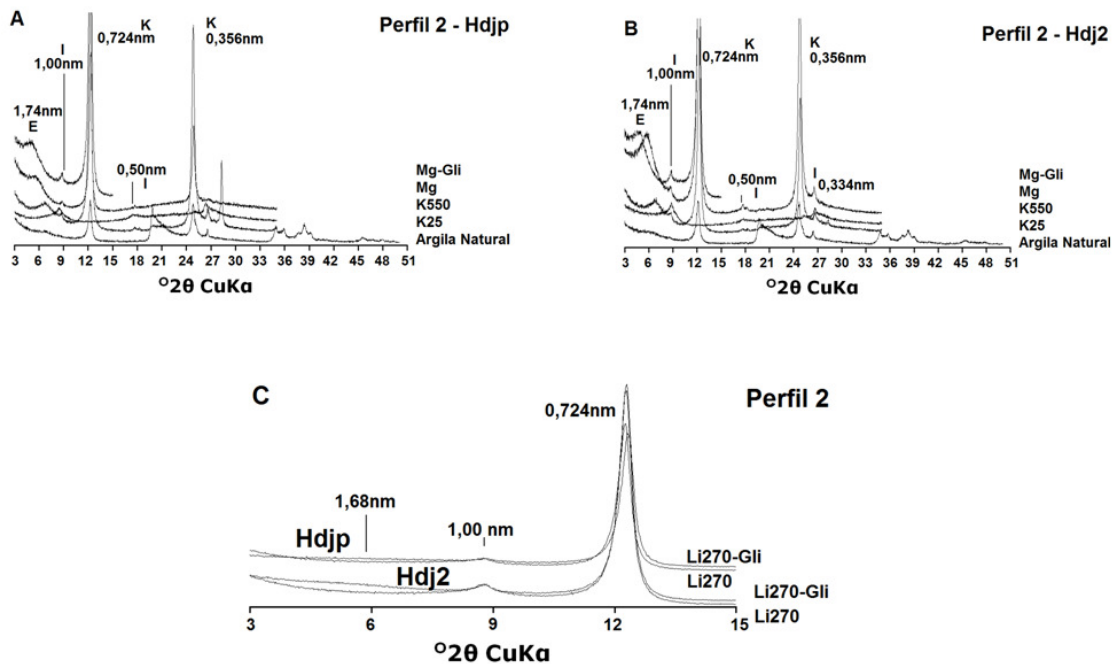 A
Perfil 2 - Hdjp
I
1,00nm
K
0,724nm
K
0,356nm
1,74nm
E
0,50nm
I
Mg-Gli
Mg
K550
K25
Argila Natural
3 6 9 12 15 18 21 24 27 30 33 36 39 42 45 48 51
O2θ CuKα
B
Perfil 2 - Hdj2
I
1,00nm
K
0,724nm
K
0,356nm
1,74nm
E
0,50nm
I
I
0,334nm
Mg-Gli
Mg
K550
K25
Argila Natural
3 6 9 12 15 18 21 24 27 30 33 36 39 42 45 48 51
O2θ CuKα
C
Perfil 2
0,724nm
1,68nm
1,00 nm
Hdjp
Hdj2
Li270-Gli
Li270
Li270-Gli
Li270
3 6 9 12 15
O2θ CuKα